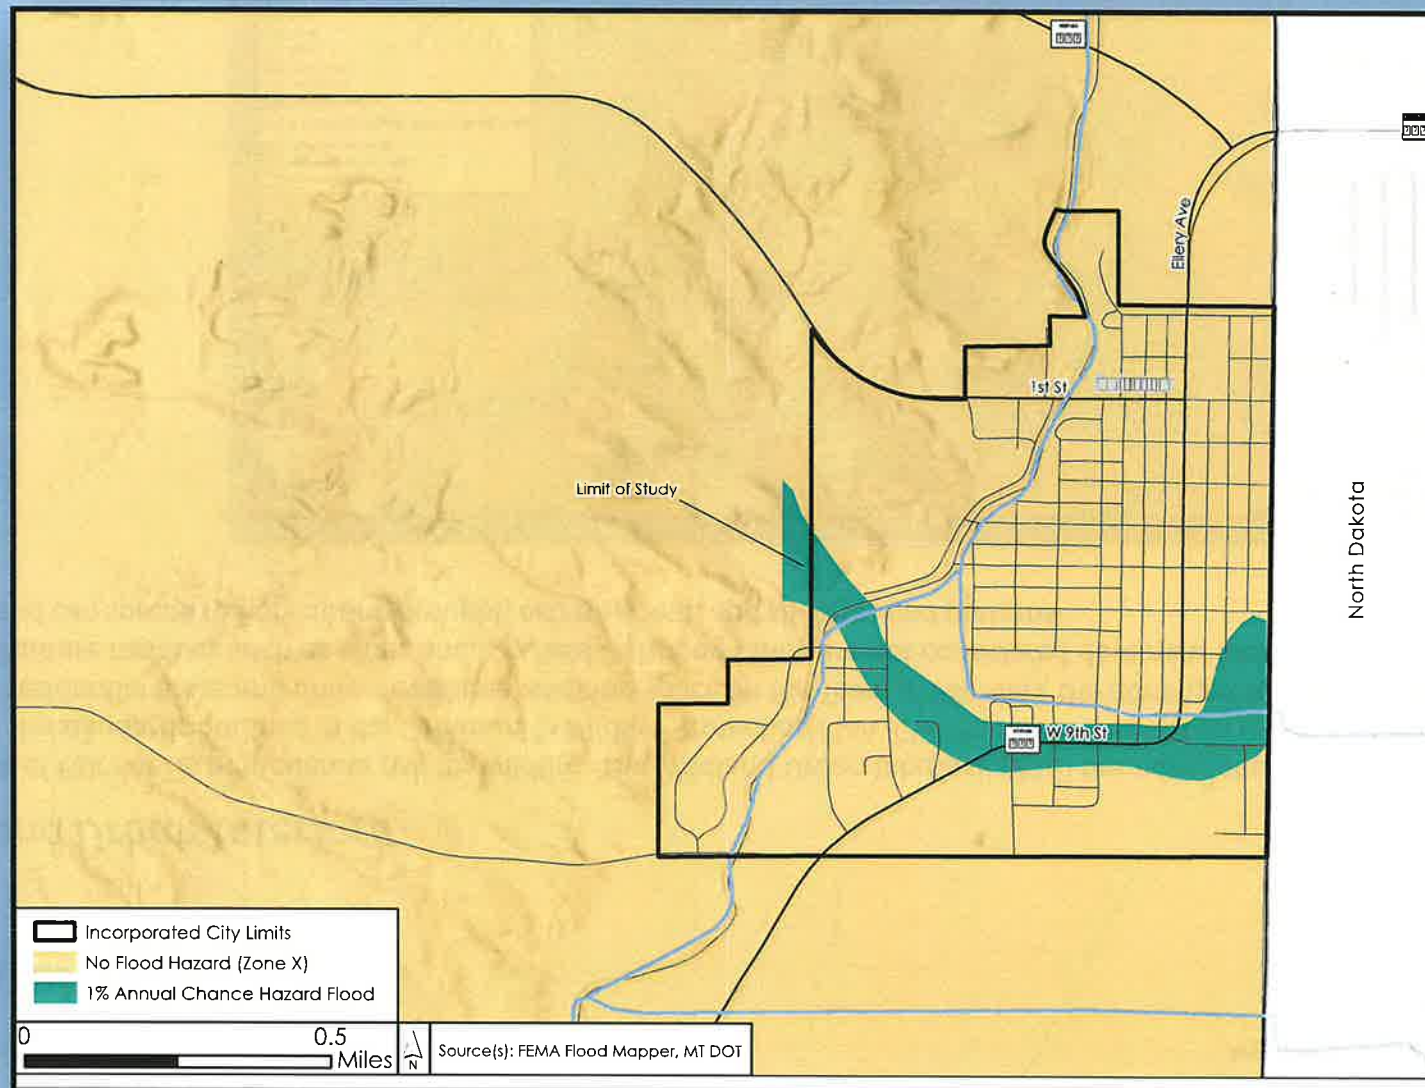 Ellery Ave
1st St
Limit of Study
North Dakota
W 9th St
Incorporated City Limits
No Flood Hazard (Zone X)
1% Annual Chance Hazard Flood
0 0.5
Miles
N
Source(s): FEMA Flood Mapper, MT DOT